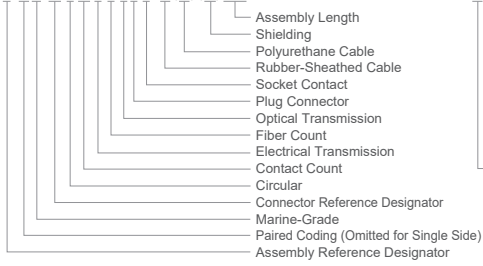 Assembly Length
Shielding
Polyurethane Cable
Rubber-Sheathed Cable
Socket Contact
Plug Connector
Optical Transmission
Fiber Count
Electrical Transmission
Contact Count
Circular
Connector Reference Designator
Marine-Grade
Paired Coding (Omitted for Single Side)
Assembly Reference Designator